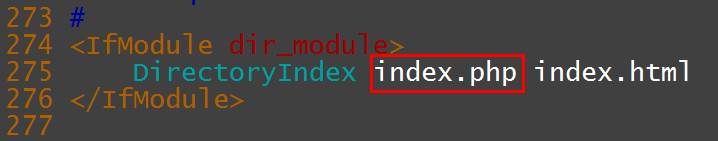 273 #
274 <IfModule dir_module>
275     DirectoryIndex index.php index.html
276 </IfModule>
277